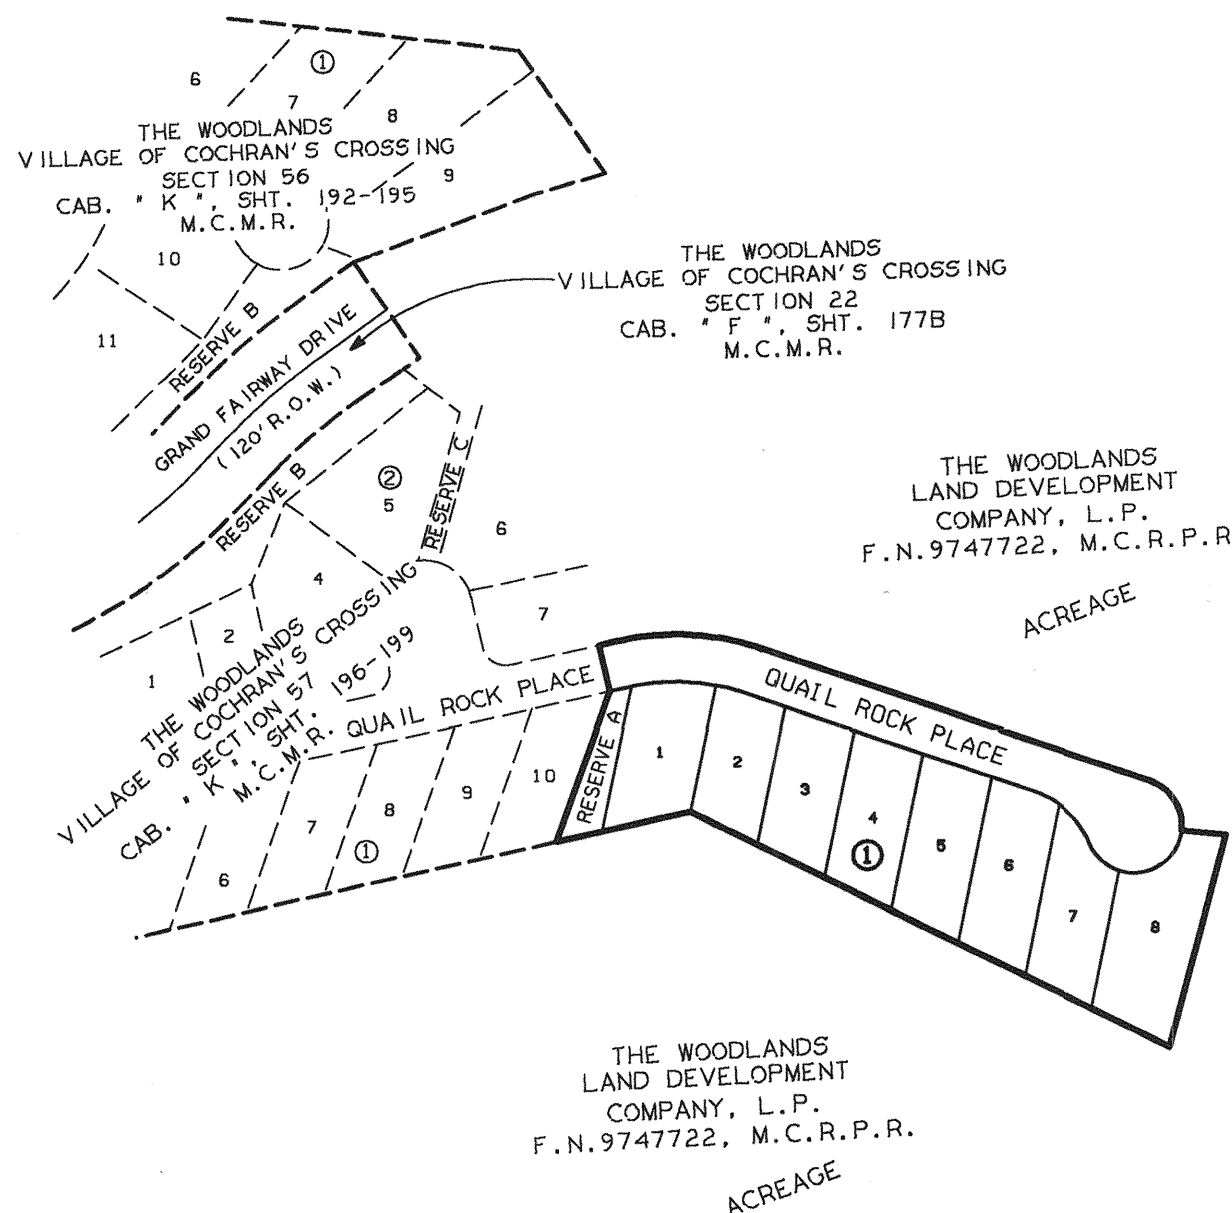 ①
6
7
8
THE WOODLANDS
VILLAGE OF COCHRAN'S CROSSING
SECTION 56
CAB. "K", SHT. 192-195
M.C.M.R.
9
10
11
RESERVE B
GRAND FAIRWAY DRIVE
(120' R.O.W.)
THE WOODLANDS
VILLAGE OF COCHRAN'S CROSSING
SECTION 22
CAB. "F", SHT. 177B
M.C.M.R.
RESERVE B
②
5
RESERVE C
6
4
7
2
1
THE WOODLANDS
LAND DEVELOPMENT
COMPANY, L.P.
F.N.9747722, M.C.R.P.R
ACREAGE
THE WOODLANDS
VILLAGE OF COCHRAN'S CROSSING
SECTION 57
CAB. "K", SHT. 196-199
M.C.M.R.
QUAIL ROCK PLACE
6
7
8
9
10
①
RESERVE A
QUAIL ROCK PLACE
1
2
3
4
①
5
6
7
8
THE WOODLANDS
LAND DEVELOPMENT
COMPANY, L.P.
F.N.9747722, M.C.R.P.R.
ACREAGE